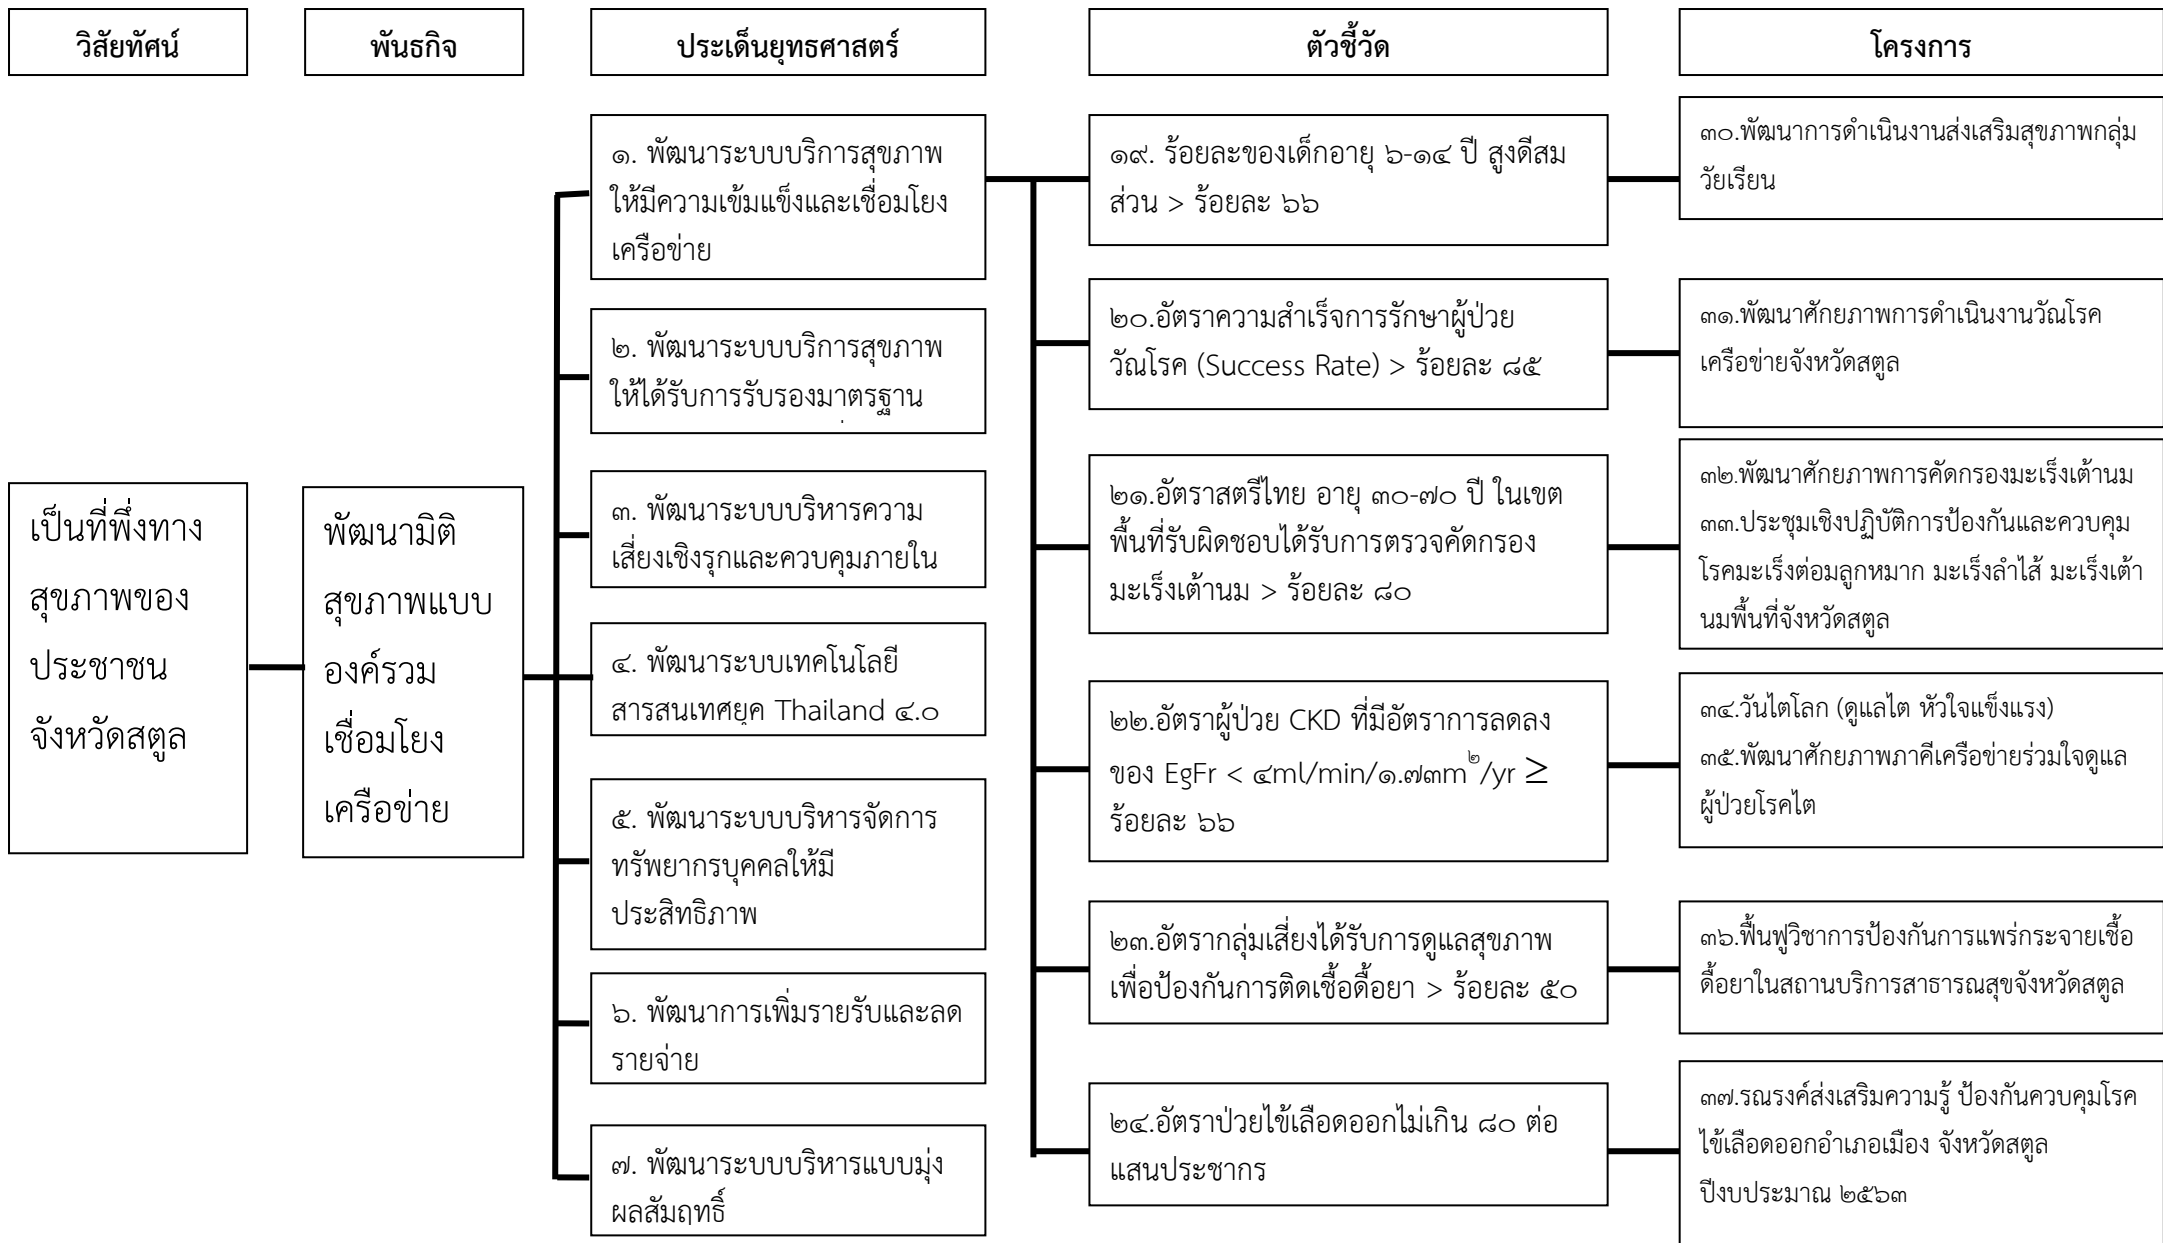 วิสัยทัศน์
พันธกิจ
ประเด็นยุทธศาสตร์
ตัวชี้วัด
โครงการ
เป็นที่พึ่งทาง
สุขภาพของ
ประชาชน
จังหวัดสตูล
พัฒนามิติ
สุขภาพแบบ
องค์รวม
เชื่อมโยง
เครือข่าย
๑. พัฒนาระบบบริการสุขภาพ
ให้มีความเข้มแข็งและเชื่อมโยง
เครือข่าย
๒. พัฒนาระบบบริการสุขภาพ
ให้ได้รับการรับรองมาตรฐาน
๓. พัฒนาระบบบริหารความ
เสี่ยงเชิงรุกและควบคุมภายใน
๔. พัฒนาระบบเทคโนโลยี
สารสนเทศยุค Thailand ๔.๐
๕. พัฒนาระบบบริหารจัดการ
ทรัพยากรบุคคลให้มี
ประสิทธิภาพ
๖. พัฒนาการเพิ่มรายรับและลด
รายจ่าย
๗. พัฒนาระบบบริหารแบบมุ่ง
ผลสัมฤทธิ์
๑๙. ร้อยละของเด็กอายุ ๖-๑๔ ปี สูงดีสม
ส่วน > ร้อยละ ๖๖
๒๐.อัตราความสำเร็จการรักษาผู้ป่วย
วัณโรค (Success Rate) > ร้อยละ ๘๕
๒๑.อัตราสตรีไทย อายุ ๓๐-๗๐ ปี ในเขต
พื้นที่รับผิดชอบได้รับการตรวจคัดกรอง
มะเร็งเต้านม > ร้อยละ ๘๐
๒๒.อัตราผู้ป่วย CKD ที่มีอัตราการลดลง
ของ EgFr < ๔ml/min/๑.๗๓m๒/yr ≥
ร้อยละ ๖๖
๒๓.อัตรากลุ่มเสี่ยงได้รับการดูแลสุขภาพ
เพื่อป้องกันการติดเชื้อดื้อยา > ร้อยละ ๕๐
๒๔.อัตราป่วยไข้เลือดออกไม่เกิน ๘๐ ต่อ
แสนประชากร
๓๐.พัฒนาการดำเนินงานส่งเสริมสุขภาพกลุ่ม
วัยเรียน
๓๑.พัฒนาศักยภาพการดำเนินงานวัณโรค
เครือข่ายจังหวัดสตูล
๓๒.พัฒนาศักยภาพการคัดกรองมะเร็งเต้านม
๓๓.ประชุมเชิงปฏิบัติการป้องกันและควบคุม
โรคมะเร็งต่อมลูกหมาก มะเร็งลำไส้ มะเร็งเต้า
นมพื้นที่จังหวัดสตูล
๓๔.วันไตโลก (ดูแลไต หัวใจแข็งแรง)
๓๕.พัฒนาศักยภาพภาคีเครือข่ายร่วมใจดูแล
ผู้ป่วยโรคไต
๓๖.ฟื้นฟูวิชาการป้องกันการแพร่กระจายเชื้อ
ดื้อยาในสถานบริการสาธารณสุขจังหวัดสตูล
๓๗.รณรงค์ส่งเสริมความรู้ ป้องกันควบคุมโรค
ไข้เลือดออกอำเภอเมือง จังหวัดสตูล
ปีงบประมาณ ๒๕๖๓